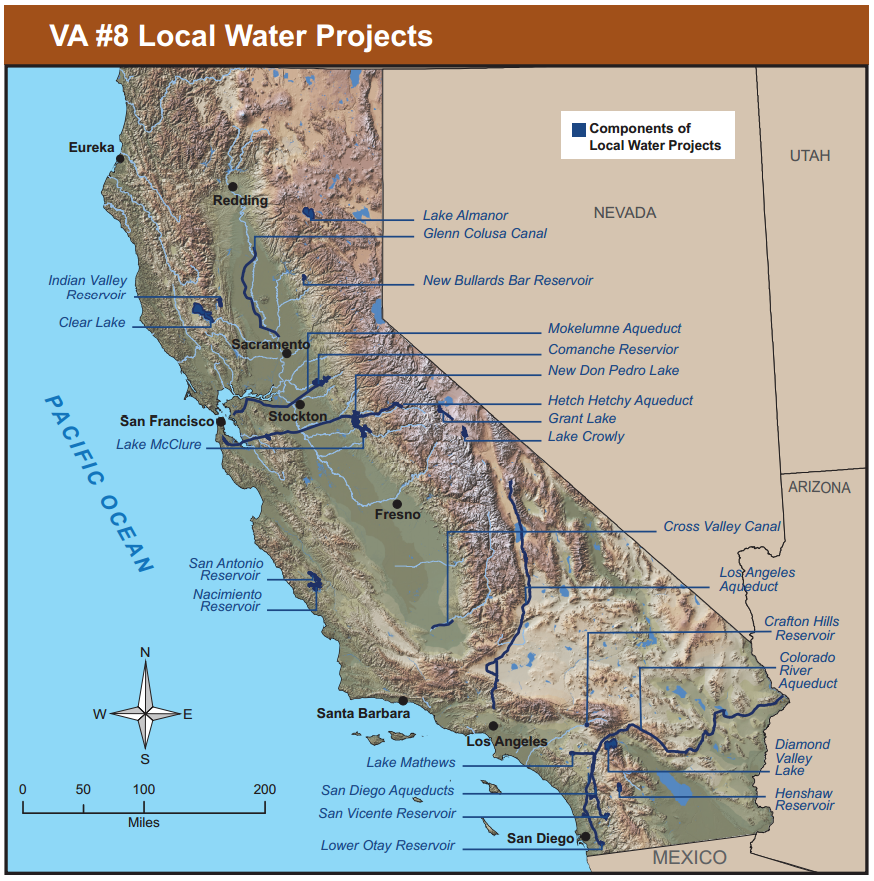 VA #8 Local Water Projects
Components of
Local Water Projects
Eureka
UTAH
Redding
NEVADA
Lake Almanor
Glenn Colusa Canal
Indian Valley
Reservoir
New Bullards Bar Reservoir
Clear Lake
Mokelumne Aqueduct
Sacramento
Comanche Reservior
New Don Pedro Lake
Hetch Hetchy Aqueduct
San Francisco
Stockton
Grant Lake
Lake McClure
Lake Crowly
PACIFIC OCEAN
ARIZONA
Fresno
Cross Valley Canal
San Antonio
Reservoir
Nacimiento
Reservoir
Los Angeles
Aqueduct
Crafton Hills
Reservoir
Colorado
River
Aqueduct
N
W
E
S
Santa Barbara
Los Angeles
Diamond
Valley
Lake
Lake Mathews
San Diego Aqueducts
Henshaw
Reservoir
San Vicente Reservoir
San Diego
Lower Otay Reservoir
MEXICO
0 50 100 200
Miles